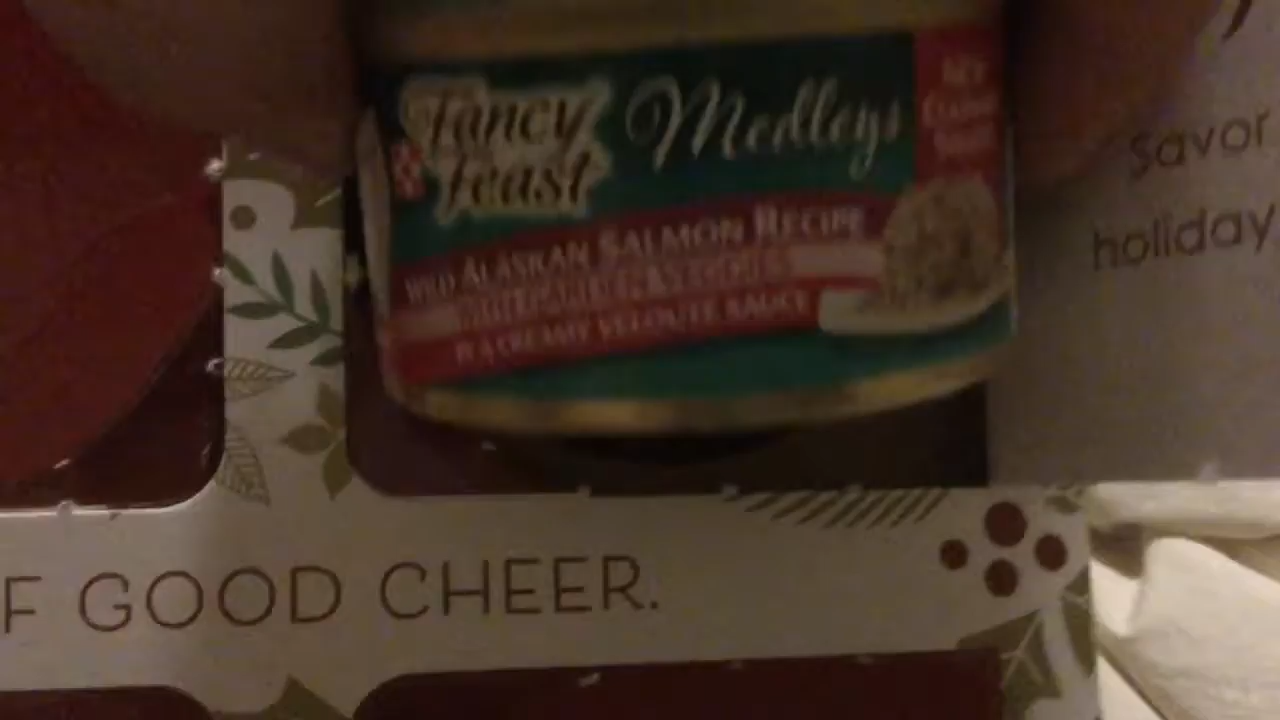 Fancy Feast
Medleys
WILD ALASKAN SALMON RECIPE
IN A CREAMY VELOUTÉ SAUCE
Savor
holiday
F GOOD CHEER.